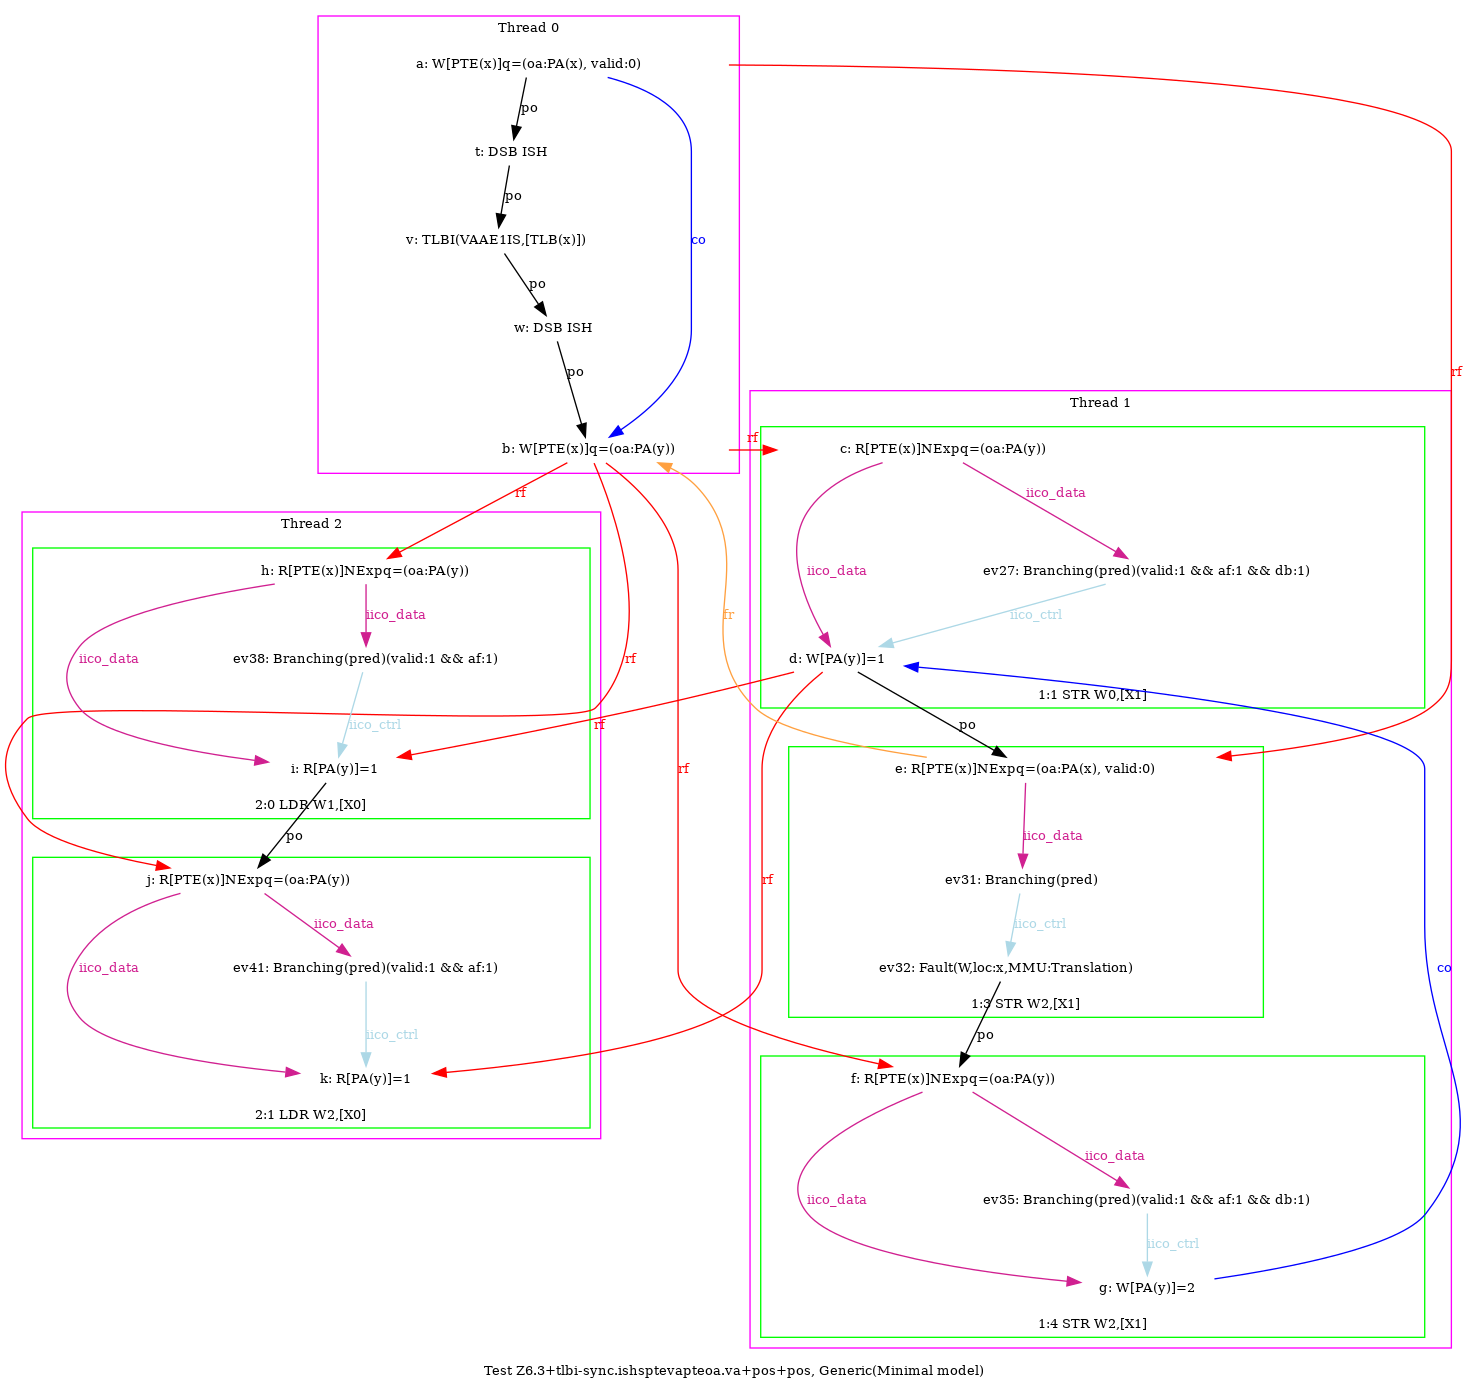 Thread 0
a: W[PTE(x)]q=(oa:PA(x), valid:0)
po
t: DSB ISH
po
v: TLBI(VAAE1IS,[TLB(x)])
co
po
w: DSB ISH
po
rf
Thread 1
b: W[PTE(x)]q=(oa:PA(y))
rf
c: R[PTE(x)]NExpq=(oa:PA(y))
rf
iico_data
Thread 2
h: R[PTE(x)]NExpq=(oa:PA(y))
iico_data
ev27: Branching(pred)(valid:1 && af:1 && db:1)
iico_data
fr
iico_ctrl
iico_data
ev38: Branching(pred)(valid:1 && af:1)
rf
d: W[PA(y)]=1
1:1 STR W0,[X1]
iico_ctrl
rf
po
i: R[PA(y)]=1
rf
e: R[PTE(x)]NExpq=(oa:PA(x), valid:0)
2:0 LDR W1,[X0]
po
iico_data
j: R[PTE(x)]NExpq=(oa:PA(y))
rf
ev31: Branching(pred)
iico_data
iico_ctrl
iico_data
ev41: Branching(pred)(valid:1 && af:1)
ev32: Fault(W,loc:x,MMU:Translation)
co
1:3 STR W2,[X1]
iico_ctrl
po
k: R[PA(y)]=1
f: R[PTE(x)]NExpq=(oa:PA(y))
2:1 LDR W2,[X0]
iico_data
iico_data
ev35: Branching(pred)(valid:1 && af:1 && db:1)
iico_ctrl
g: W[PA(y)]=2
1:4 STR W2,[X1]
Test Z6.3+tlbi-sync.ishsptevapteoa.va+pos+pos, Generic(Minimal model)